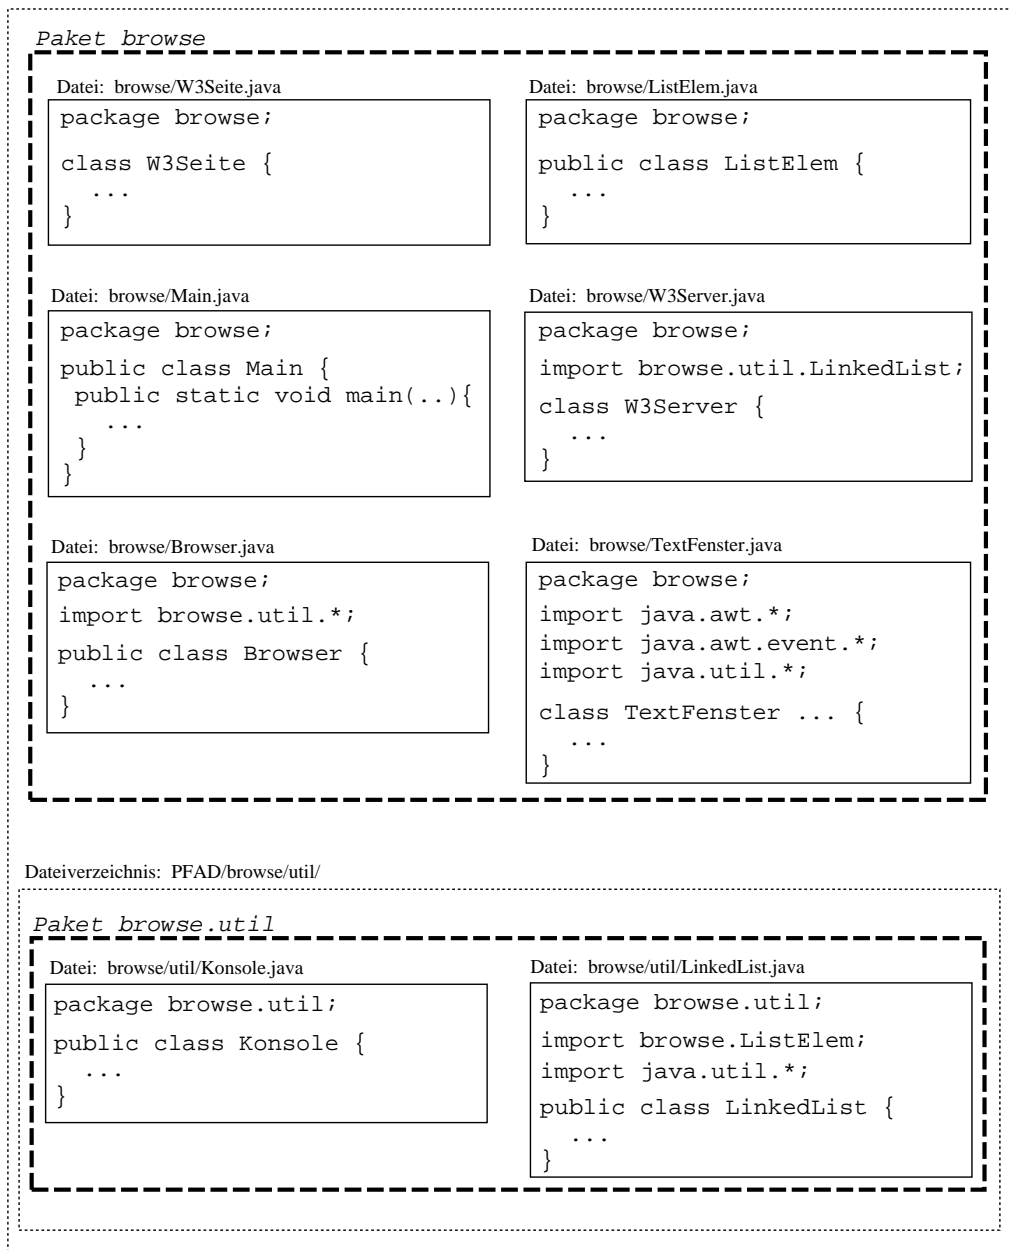 Paket browse
Datei: browse/W3Seite.java
package browse;
class W3Seite {
...
}
Datei: browse/ListElem.java
package browse;
public class ListElem {
...
}
Datei: browse/Main.java
package browse;
public class Main {
public static void main(..){
...
}
}
Datei: browse/W3Server.java
package browse;
import browse.util.LinkedList;
class W3Server {
...
}
Datei: browse/Browser.java
package browse;
import browse.util.*;
public class Browser {
...
}
Datei: browse/TextFenster.java
package browse;
import java.awt.*;
import java.awt.event.*;
import java.util.*;
class TextFenster ... {
...
}
Dateiverzeichnis: PFAD/browse/util/
Paket browse.util
Datei: browse/util/Konsole.java
package browse.util;
public class Konsole {
...
}
Datei: browse/util/LinkedList.java
package browse.util;
import browse.ListElem;
import java.util.*;
public class LinkedList {
...
}